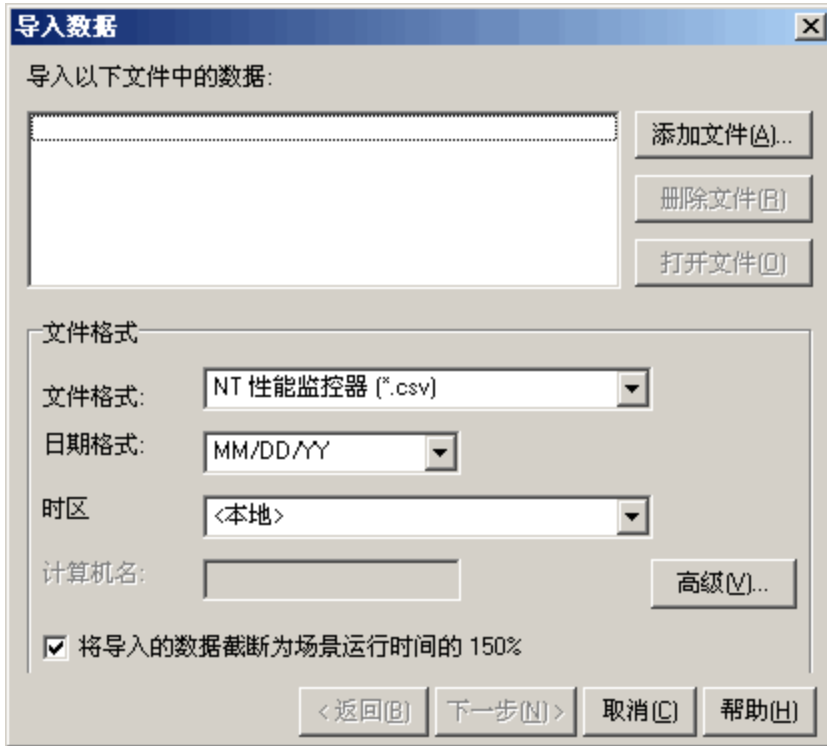 导入数据
导入以下文件中的数据:
添加文件(A)...
删除文件(R)
打开文件(O)
文件格式
文件格式: NT 性能监控器 (*.csv)
日期格式: MM/DD/YY
时区 <本地>
计算机名:
高级(V)...
将导入的数据截断为场景运行时间的 150%
<返回(B) 下一步(N)> 取消(C) 帮助(H)